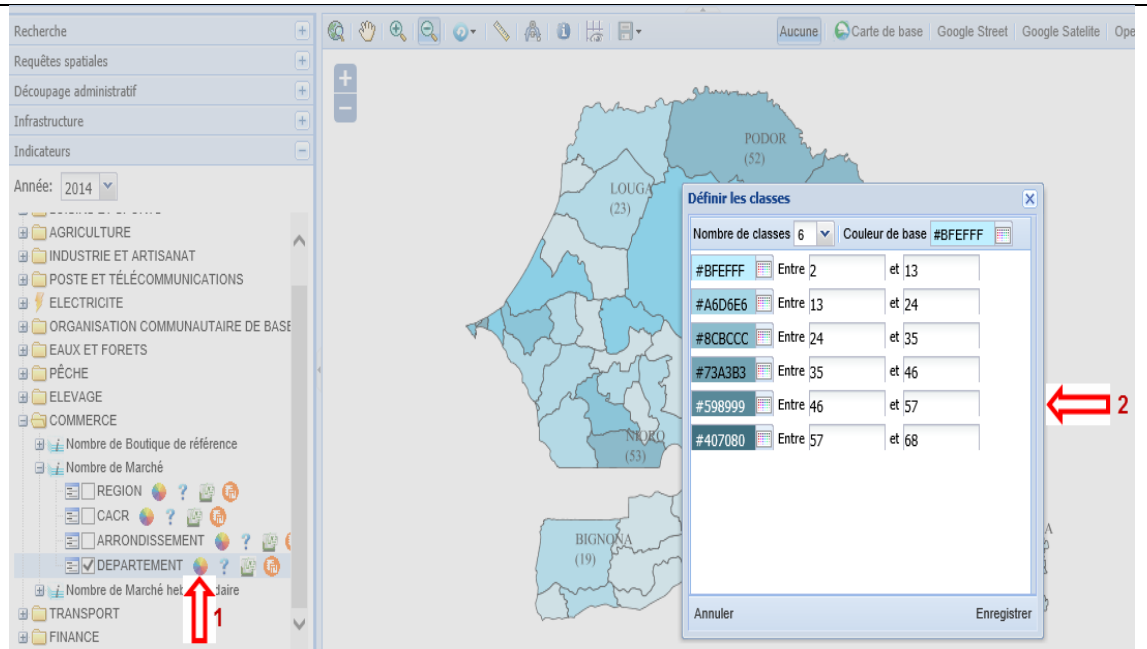 Recherche
Requêtes spatiales
Découpage administratif
Infrastructure
Indicateurs
Année: 2014
AGRICULTURE
INDUSTRIE ET ARTISANAT
POSTE ET TÉLÉCOMMUNICATIONS
ELECTRICITE
ORGANISATION COMMUNAUTAIRE DE BASE
EAUX ET FORETS
PÊCHE
ELEVAGE
COMMERCE
Nombre de Boutique de référence
Nombre de Marché
REGION
CACR
ARRONDISSEMENT
DEPARTEMENT
Nombre de Marché
TRANSPORT
FINANCE
1
Aucune Carte de base Google Street Google Satelite Ope
PODOR
(52)
LOUGA
(23)
NIORO
(53)
BIGNONA
(19)
A
Définir les classes
Nombre de classes 6 Couleur de base #BFEFFF
#BFEFFF Entre 2 et 13
#A6D6E6 Entre 13 et 24
#8CBCCC Entre 24 et 35
#73A3B3 Entre 35 et 46
#598999 Entre 46 et 57
#407080 Entre 57 et 68
Annuler Enregistrer
2